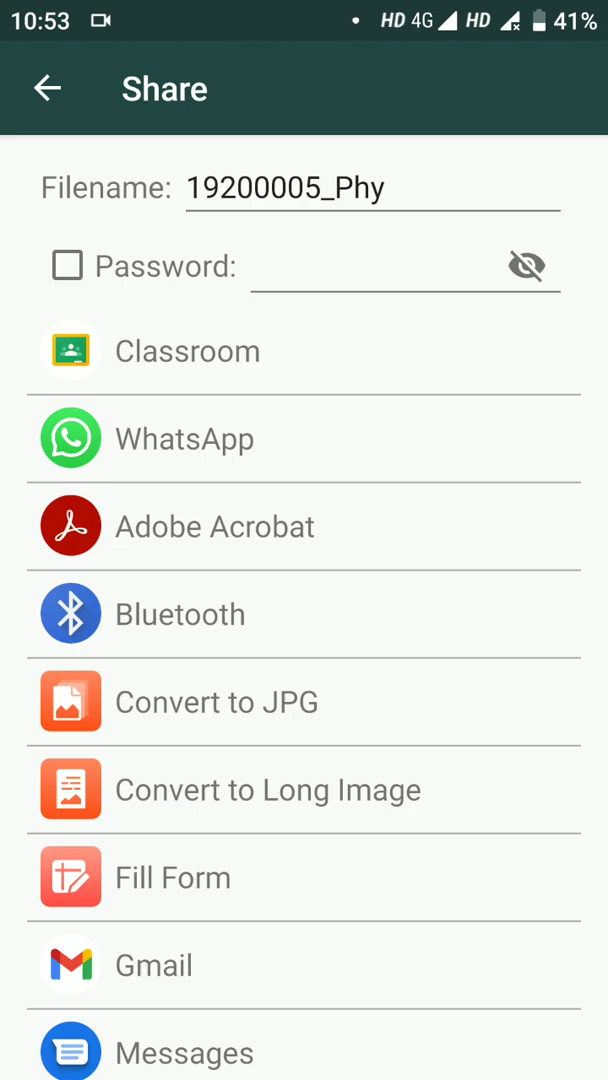 10:53 HD 4G HD 41%
Share
Filename: 19200005_Phy
Password:
Classroom
WhatsApp
Adobe Acrobat
Bluetooth
Convert to JPG
Convert to Long Image
Fill Form
Gmail
Messages